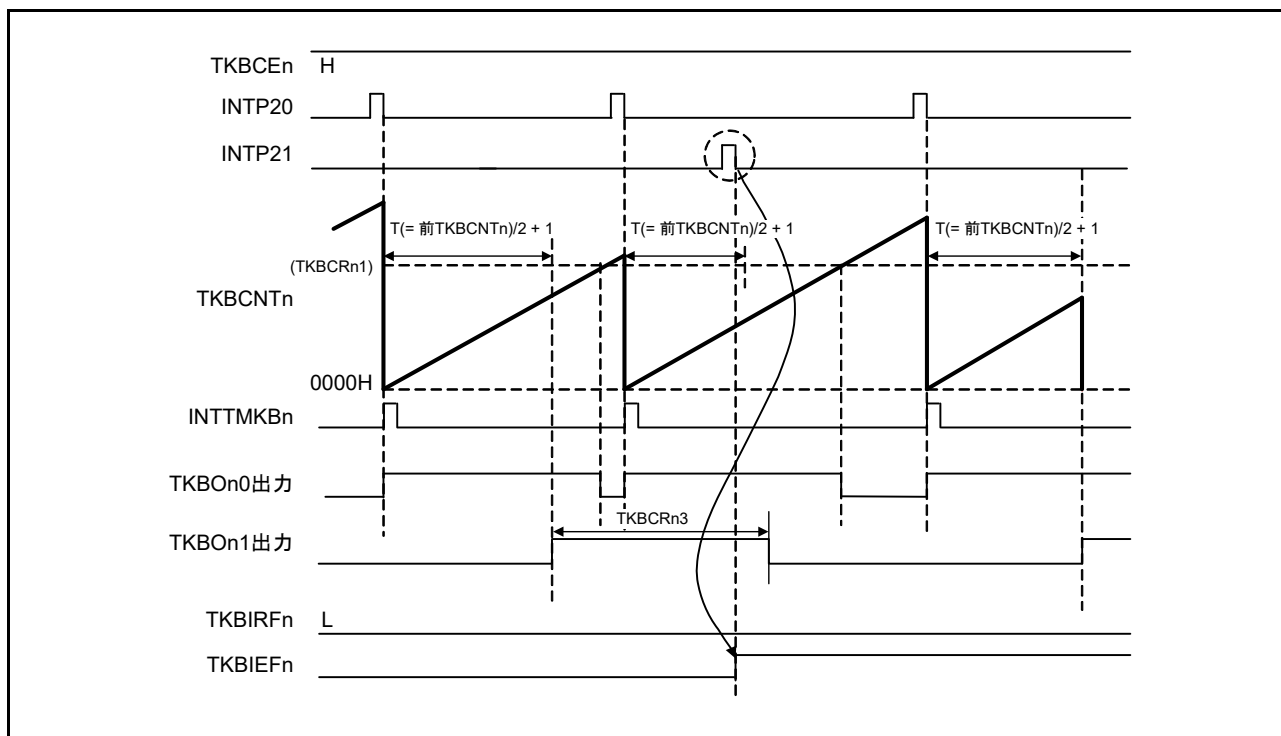 TKBCEn H
INTP20
INTP21
T(= 前TKBCNTn)/2 + 1 T(= 前TKBCNTn)/2 + 1 T(= 前TKBCNTn)/2 + 1
(TKBCRn1)
TKBCNTn
0000H
INTTMKBn
TKBOn0出力
TKBCRn3
TKBOn1出力
TKBIRFn L
TKBIEFn